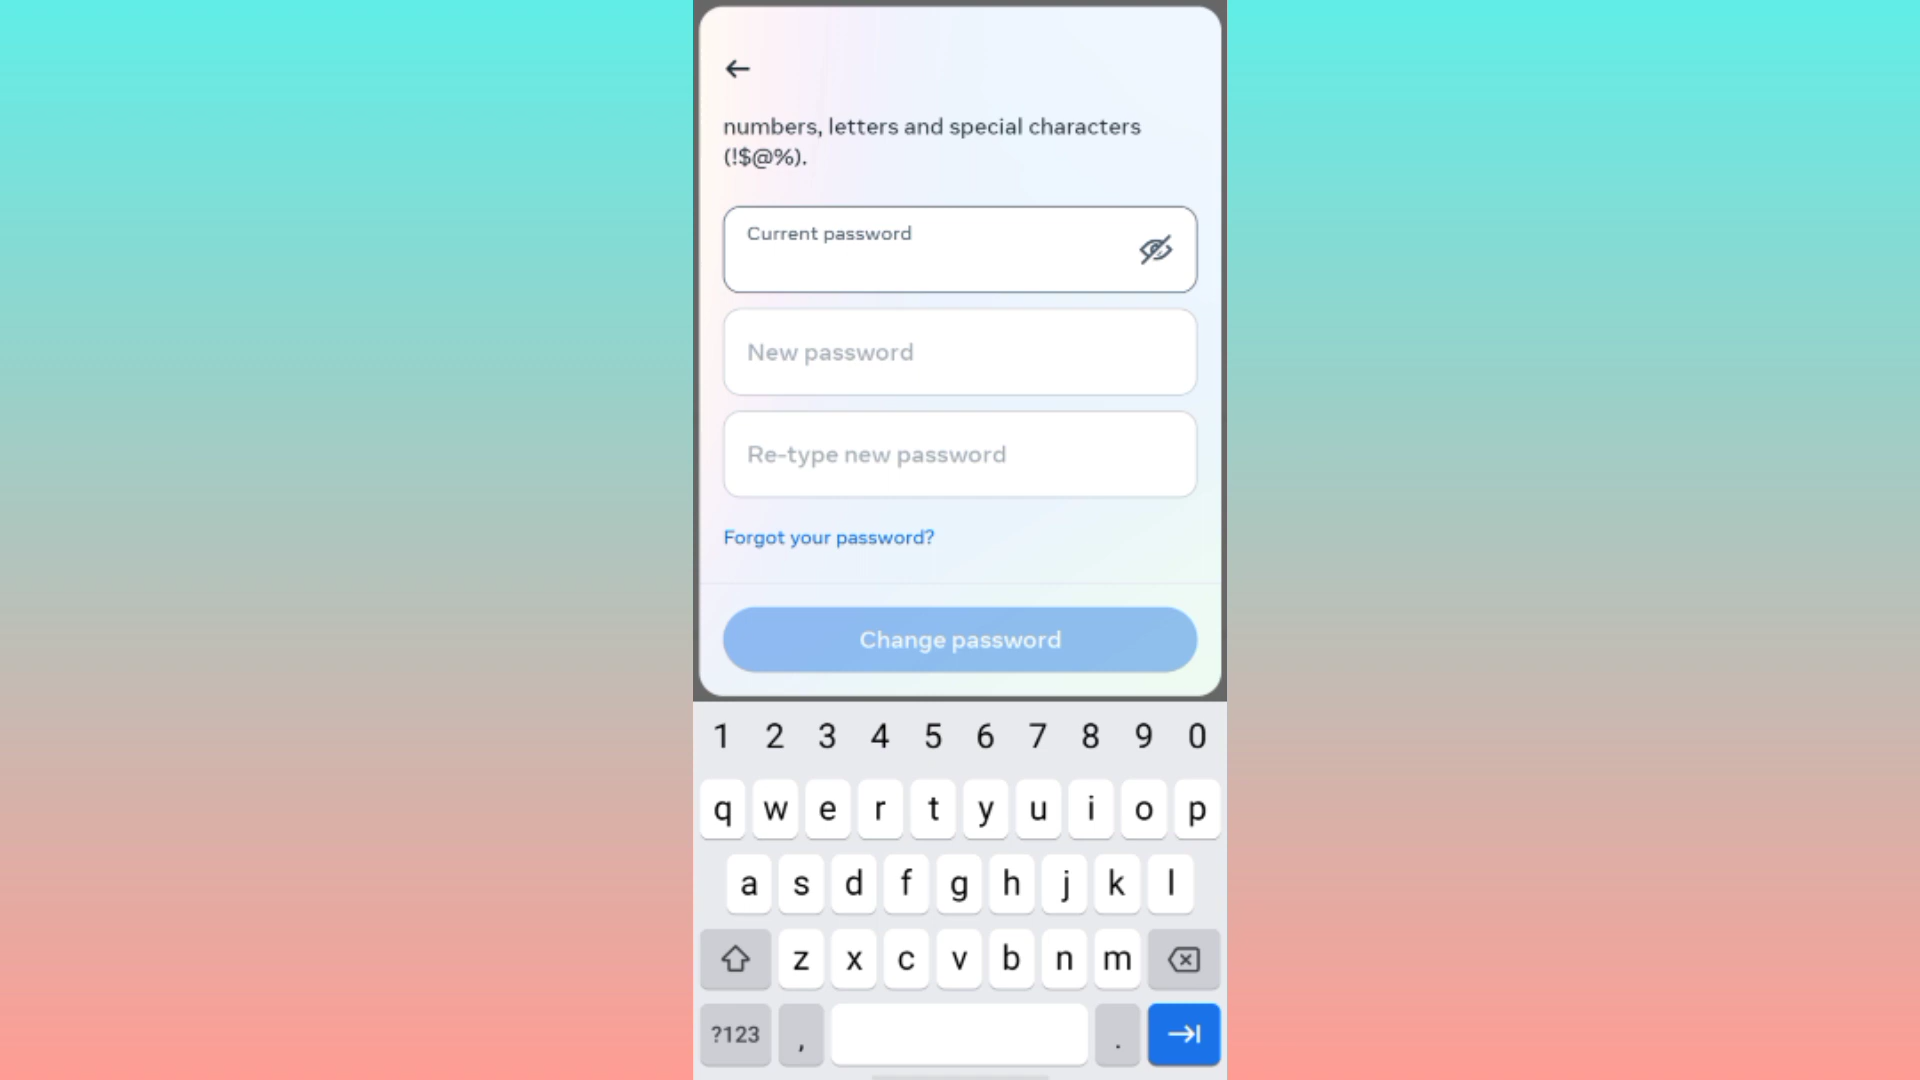 numbers, letters and special characters
(!$@%).
Current password
New password
Re-type new password
Forgot your password?
Change password
1 2 3 4 5 6 7 8 9 0
q w e r t y u i o p
a s d f g h j k l
z x c v b n m
?123 , .